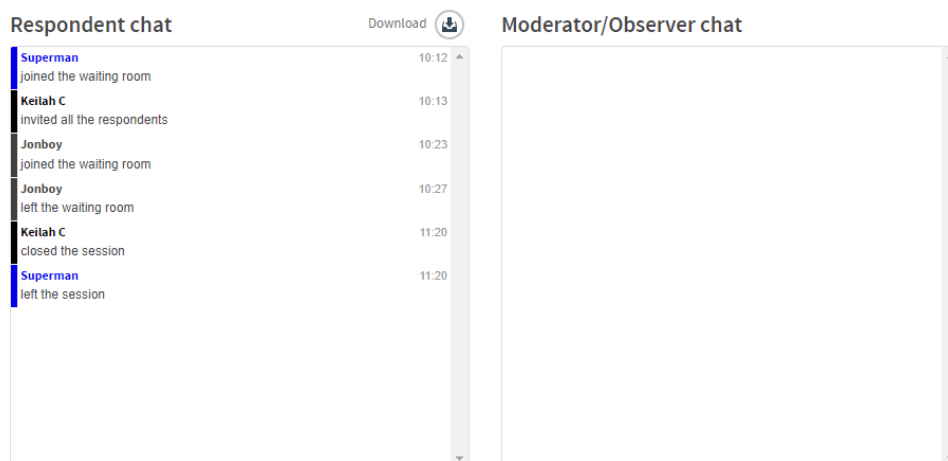 Respondent chat
Download
Superman 10:12
joined the waiting room
Keilah C 10:13
invited all the respondents
Jonboy 10:23
joined the waiting room
Jonboy 10:27
left the waiting room
Keilah C 11:20
closed the session
Superman 11:20
left the session
Moderator/Observer chat